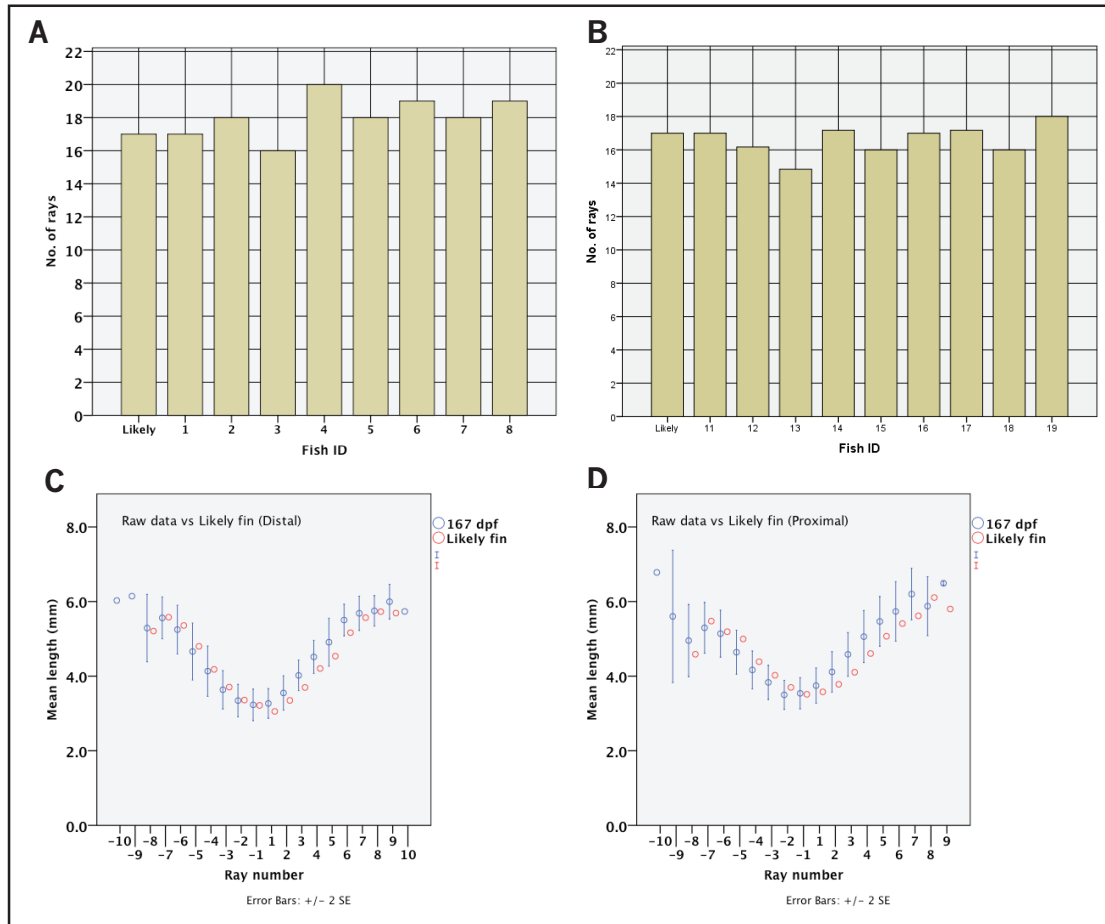 A
No. of rays
22
20
18
16
14
12
10
8
6
4
2
0
Likely 1 2 3 4 5 6 7 8
Fish ID
B
No. of rays
22
20
18
16
14
12
10
8
6
4
2
0
Likely 11 12 13 14 15 16 17 18 19
Fish ID
C
Raw data vs Likely fin (Distal)
167 dpf
Likely fin
Mean length (mm)
8.0
6.0
4.0
2.0
0.0
-10 -8 -6 -4 -2 1 3 5 7 9
-9 -7 -5 -3 -1 2 4 6 8 10
Ray number
Error Bars: +/- 2 SE
D
Raw data vs Likely fin (Proximal)
167 dpf
Likely fin
Mean length (mm)
8.0
6.0
4.0
2.0
0.0
-10 -8 -6 -4 -2 1 3 5 7 9
-9 -7 -5 -3 -1 2 4 6 8
Ray number
Error Bars: +/- 2 SE